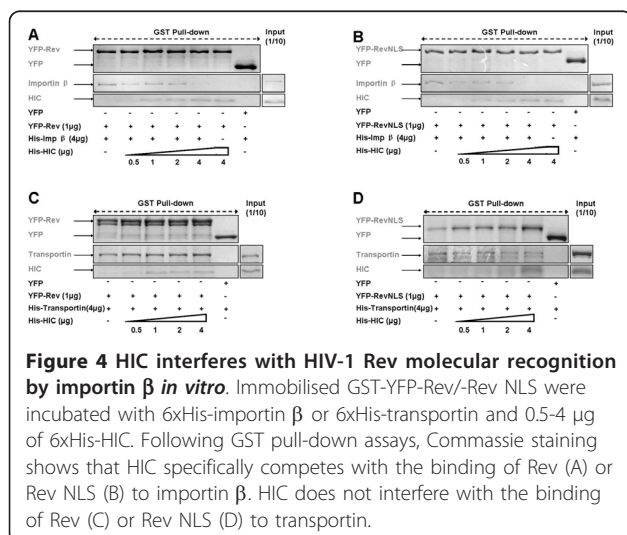 A
GST Pull-down
Input
(1/10)
YFP-Rev
YFP
Importin β
HIC
YFP - - - - - - +
YFP-Rev (1μg) + + + + + + -
His-Imp β (4μg) + + + + + - +
His-HIC (μg)
0.5 1 2 4 4
B
GST Pull-down
Input
(1/10)
YFP-RevNLS
YFP
Importin β
HIC
YFP - - - - - - +
YFP-RevNLS (1μg) + + + + + + -
His-Imp β (4μg) + + + + + - +
His-HIC (μg)
0.5 1 2 4 4
C
GST Pull-down
Input
(1/10)
YFP-Rev
YFP
Transportin
HIC
YFP - - - - - +
YFP-Rev (1μg) + + + + + -
His-Transportin(4μg) + + + + + -
His-HIC (μg)
0.5 1 2 4
D
GST Pull-down
Input
(1/10)
YFP-RevNLS
YFP
Transportin
HIC
YFP - - - - - +
YFP-RevNLS (1μg) + + + + + -
His-Transportin(4μg) + + + + + -
His-HIC (μg)
0.5 1 2 4
Figure 4 HIC interferes with HIV-1 Rev molecular recognition
by importin β in vitro. Immobilised GST-YFP-Rev/-Rev NLS were
incubated with 6xHis-importin β or 6xHis-transportin and 0.5-4 μg
of 6xHis-HIC. Following GST pull-down assays, Commassie staining
shows that HIC specifically competes with the binding of Rev (A) or
Rev NLS (B) to importin β. HIC does not interfere with the binding
of Rev (C) or Rev NLS (D) to transportin.